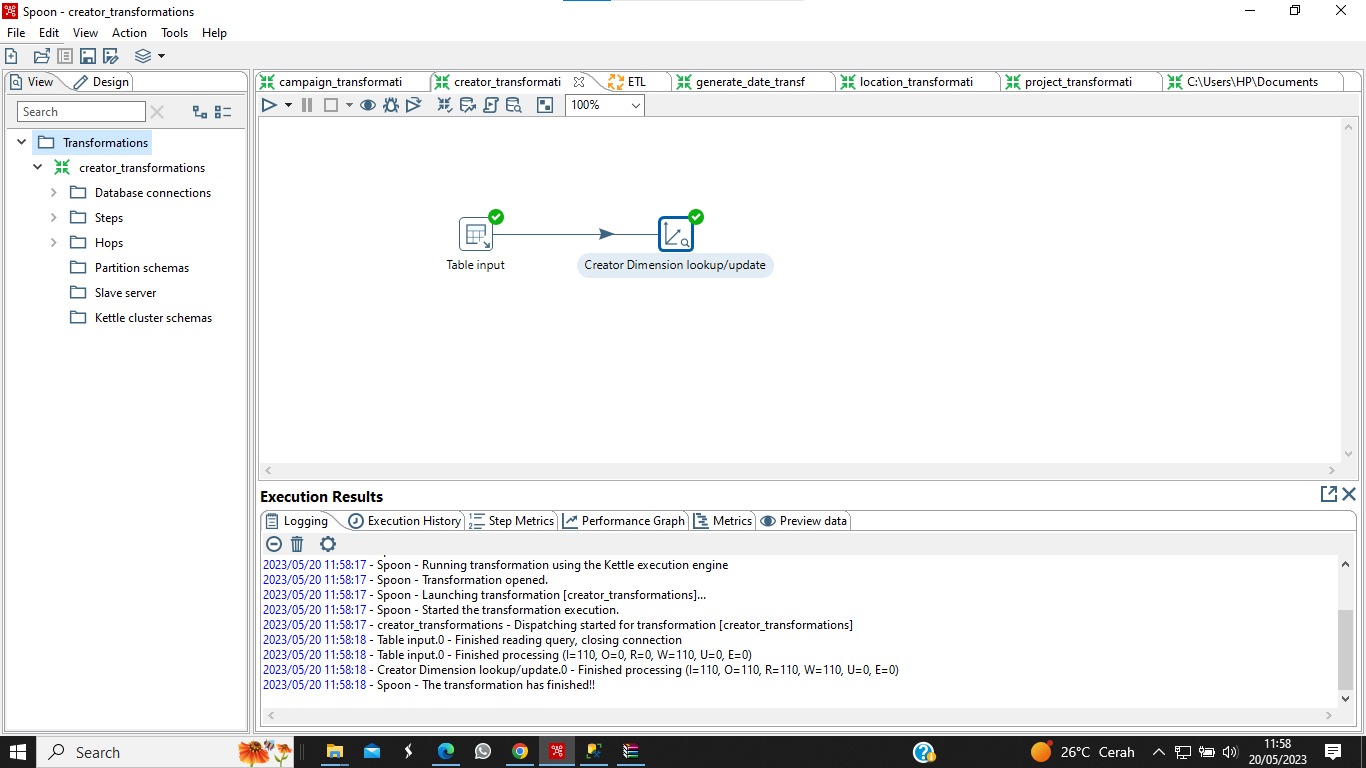 Spoon - creator_transformations
File Edit View Action Tools Help
View Design
campaign_transformati creator_transformati ETL generate_date_transf location_transformati project_transformati C:\Users\HP\Documents
Search
100%
Transformations
creator_transformations
Database connections
Steps
Hops
Partition schemas
Slave server
Kettle cluster schemas
Table input
Creator Dimension lookup/update
Execution Results
Logging Execution History Step Metrics Performance Graph Metrics Preview data
2023/05/20 11:58:17 - Spoon - Running transformation using the Kettle execution engine
2023/05/20 11:58:17 - Spoon - Transformation opened.
2023/05/20 11:58:17 - Spoon - Launching transformation [creator_transformations]...
2023/05/20 11:58:17 - Spoon - Started the transformation execution.
2023/05/20 11:58:17 - creator_transformations - Dispatching started for transformation [creator_transformations]
2023/05/20 11:58:18 - Table input.0 - Finished reading query, closing connection
2023/05/20 11:58:18 - Table input.0 - Finished processing (I=110, O=0, R=0, W=110, U=0, E=0)
2023/05/20 11:58:18 - Creator Dimension lookup/update.0 - Finished processing (I=110, O=110, R=110, W=110, U=0, E=0)
2023/05/20 11:58:18 - Spoon - The transformation has finished!!
Search
26°C Cerah
11:58
20/05/2023